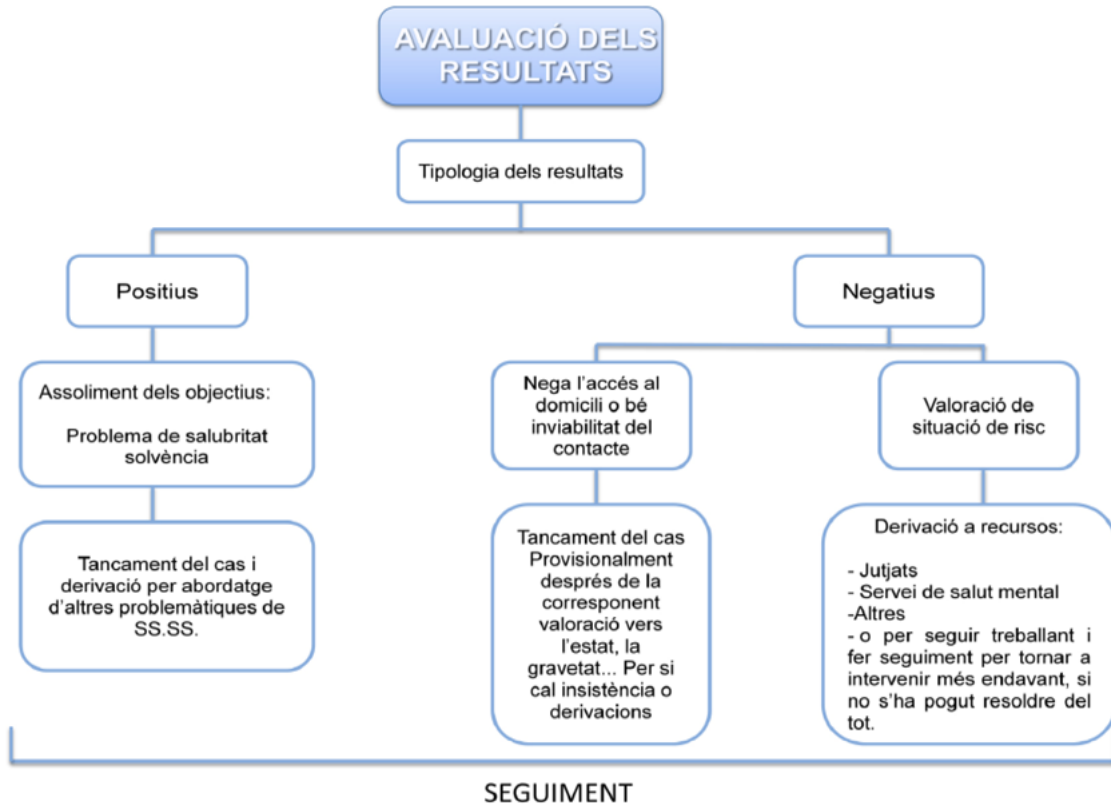 AVALUACIÓ DELS
RESULTATS
Tipologia dels resultats
Positius
Negatius
Assoliment dels objectius:
Problema de salubritat
solvència
Nega l'accés al
domicili o bé
inviabilitat del
contacte
Valoració de
situació de risc
Tancament del cas i
derivació per abordatge
d'altres problemàtiques de
SS.SS.
Tancament del cas
Provisionalment
després de la
corresponent
valoració vers
l'estat, la
gravetat... Per si
cal insistència o
derivacions
Derivació a recursos:
- Jutjats
- Servei de salut mental
-Altres
- o per seguir treballant i
fer seguiment per tornar a
intervenir més endavant, si
no s'ha pogut resoldre del
tot.
SEGUIMENT